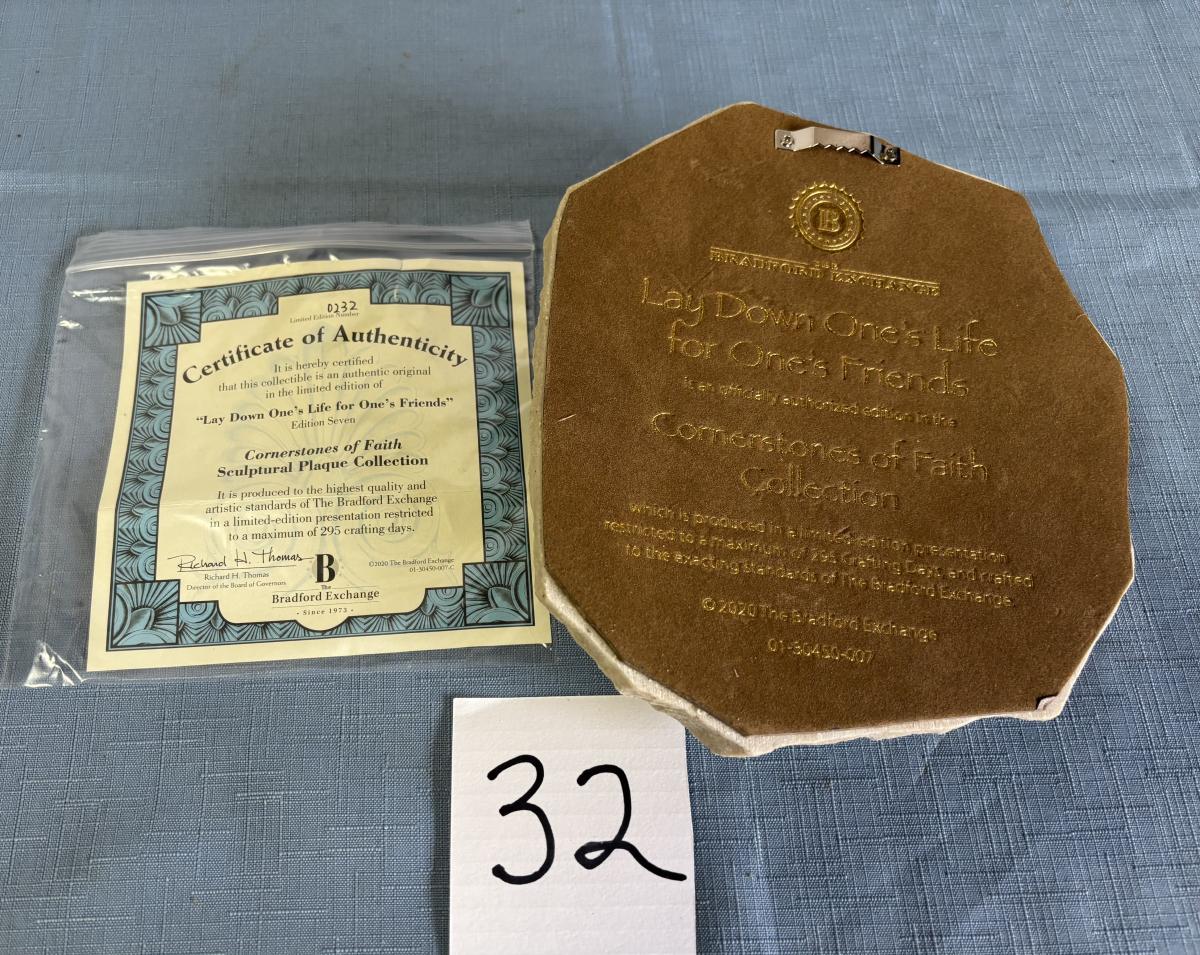 0232
Limited Edition Number
Certificate of Authenticity
It is hereby certified
that this collectible is an authentic original
in the limited edition of
"Lay Down One's Life for One's Friends"
Edition Seven
Cornerstones of Faith
Sculptural Plaque Collection
It is produced to the highest quality and
artistic standards of The Bradford Exchange
in a limited-edition presentation restricted
to a maximum of 295 crafting days.
Richard H. Thomas
Richard H. Thomas
Director of the Board of Governors
B
The
Bradford Exchange
- Since 1973 -
©2020 The Bradford Exchange
01-30450-007-C
B
THE
BRADFORD EXCHANGE
Lay Down One's Life
for One's Friends
is an officially authorized edition in the
Cornerstones of Faith
Collection
which is produced in a limited-edition presentation
restricted to a maximum of 295 Crafting Days and crafted
to the exacting standards of The Bradford Exchange.
©2020 The Bradford Exchange
01-30450-007
32